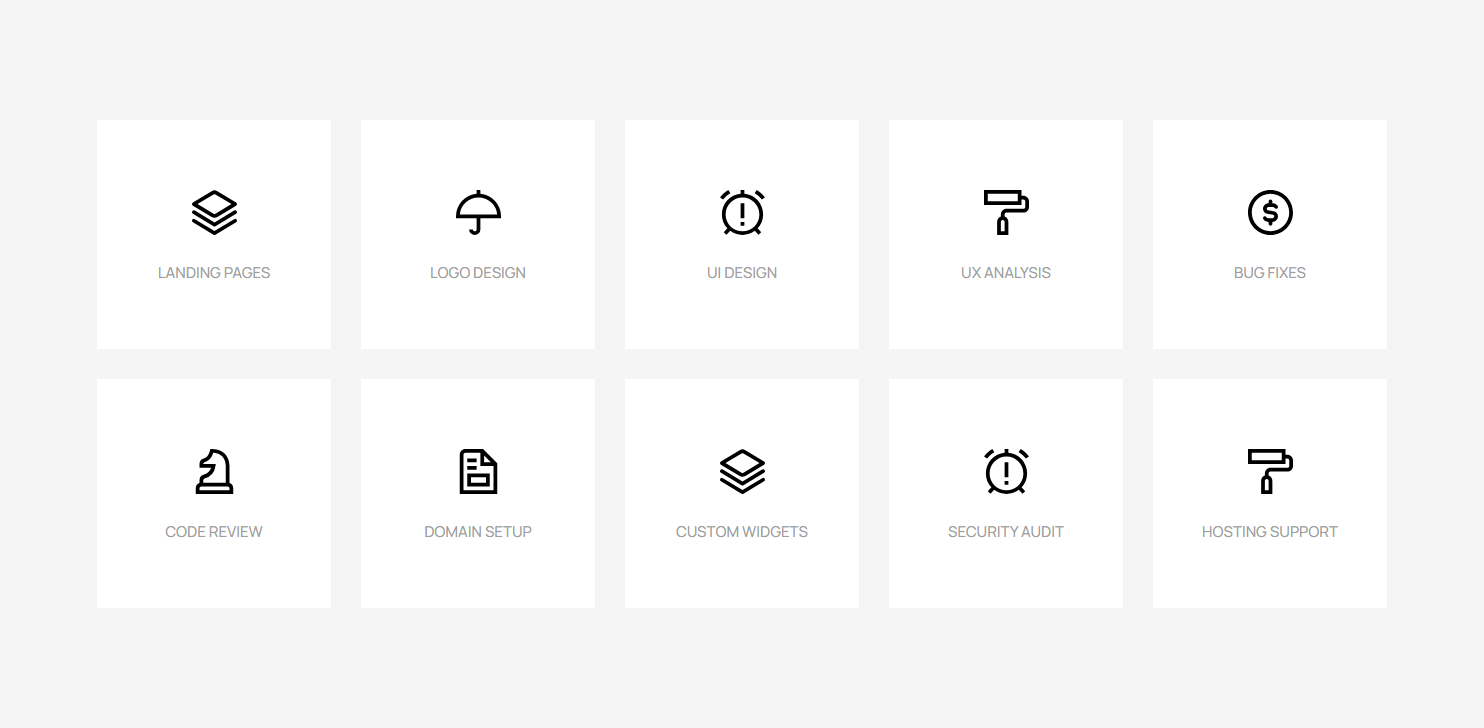 LANDING PAGES
LOGO DESIGN
UI DESIGN
UX ANALYSIS
BUG FIXES
CODE REVIEW
DOMAIN SETUP
CUSTOM WIDGETS
SECURITY AUDIT
HOSTING SUPPORT